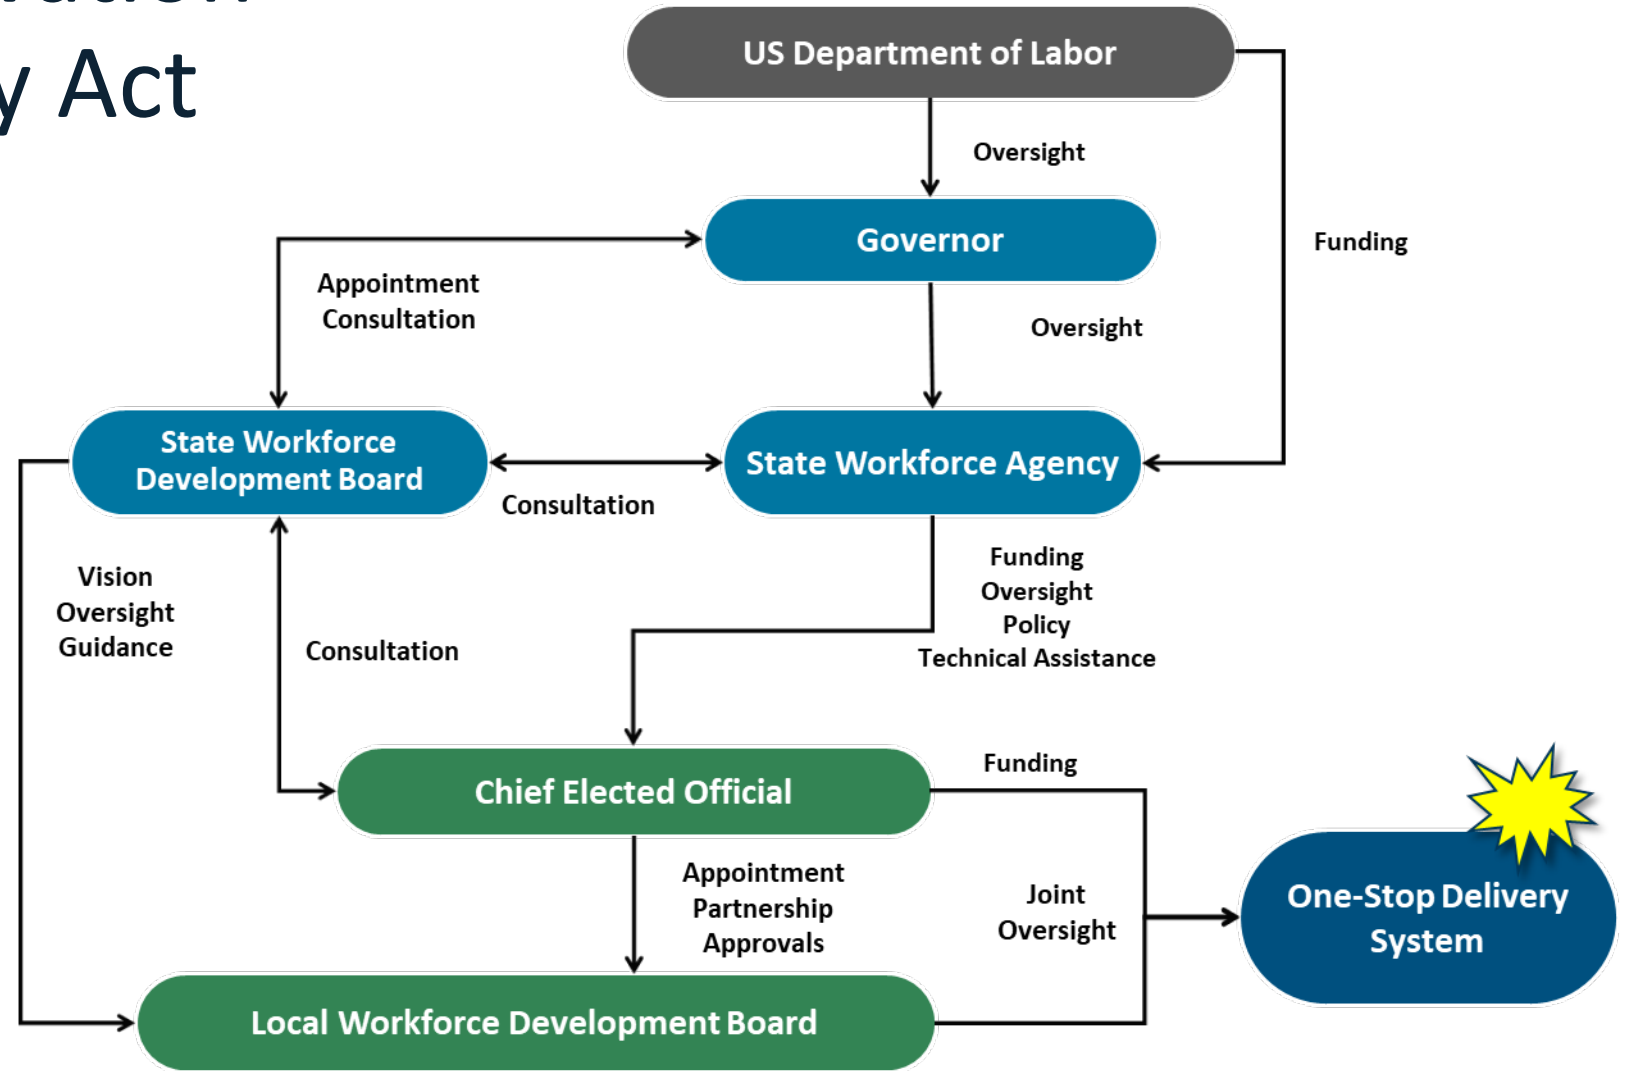 y Act
US Department of Labor
Oversight
Governor
Funding
Appointment
Consultation
Oversight
State Workforce
Development Board
State Workforce Agency
Consultation
Funding
Oversight
Policy
Technical Assistance
Vision
Oversight
Guidance
Consultation
Chief Elected Official
Funding
Appointment
Partnership
Approvals
Joint
Oversight
One-Stop Delivery
System
Local Workforce Development Board